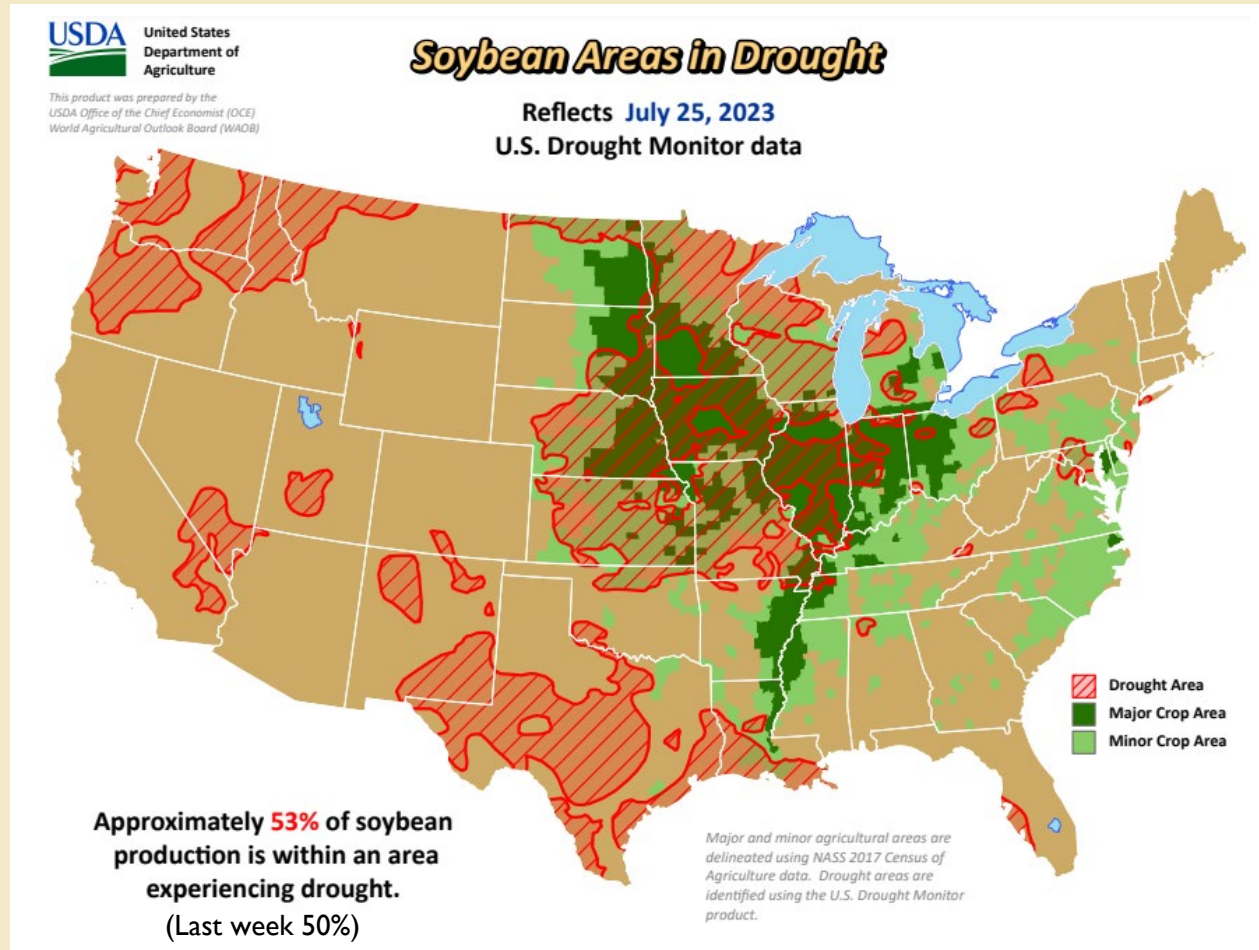 USDA
United States
Department of
Agriculture
This product was prepared by the
USDA Office of the Chief Economist (OCE)
World Agricultural Outlook Board (WAOB)
Soybean Areas in Drought
Reflects July 25, 2023
U.S. Drought Monitor data
Drought Area
Major Crop Area
Minor Crop Area
Approximately 53% of soybean
production is within an area
experiencing drought.
(Last week 50%)
Major and minor agricultural areas are
delineated using NASS 2017 Census of
Agriculture data. Drought areas are
identified using the U.S. Drought Monitor
product.